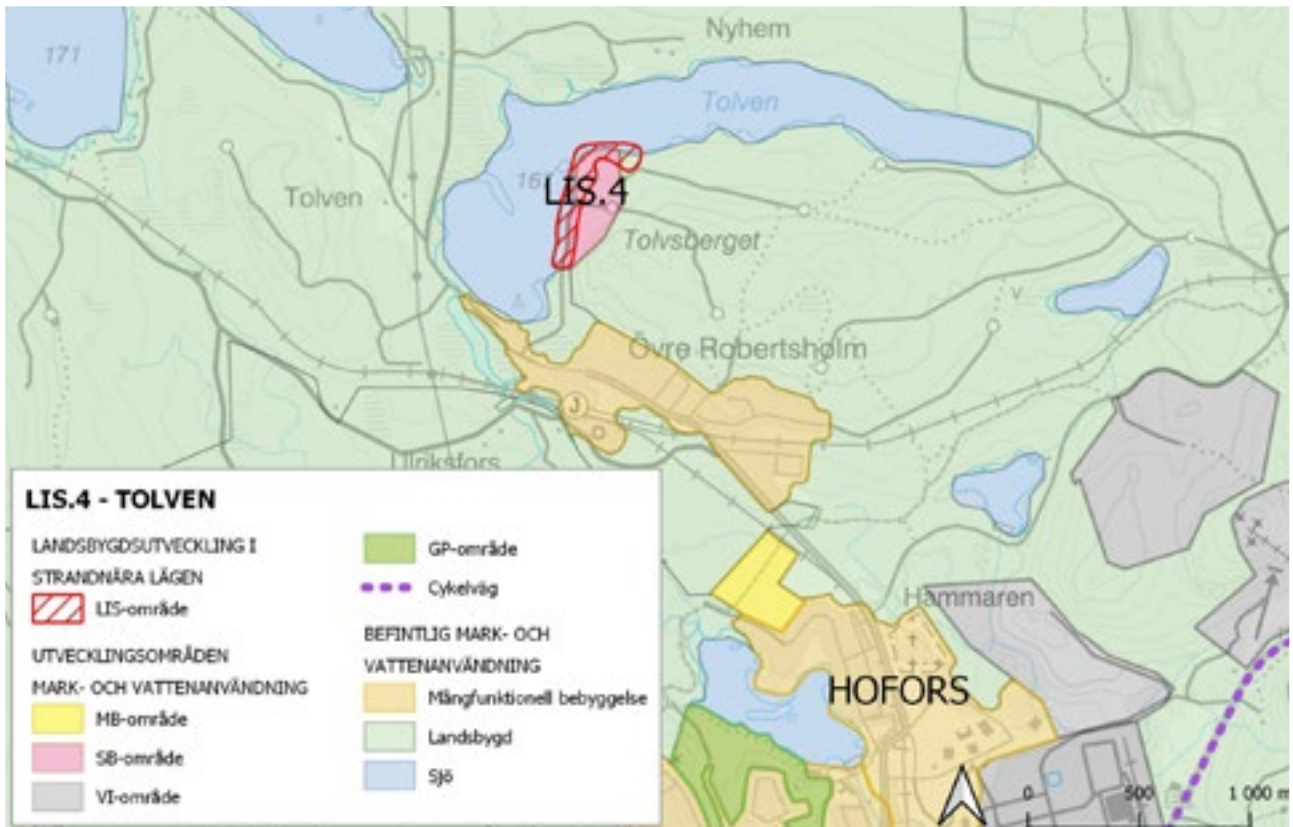 171
Nyhem
Tolven
Tolven
LIS.4
Tolvsberget
Övre Robertsholm
J
Ulriksfors
Hammaren
HOFORS
LIS.4 - TOLVEN
LANDSBYGDSUTVECKLING I
STRANDNÄRA LÄGEN
LIS-område
UTVECKLINGSOMRÅDEN
MARK- OCH VATTENANVÄNDNING
MB-område
SB-område
VI-område
GP-område
Cykelväg
BEFINTLIG MARK- OCH
VATTENANVÄNDNING
Mångfunktionell bebyggelse
Landsbygd
Sjö
0 500 1 000 m